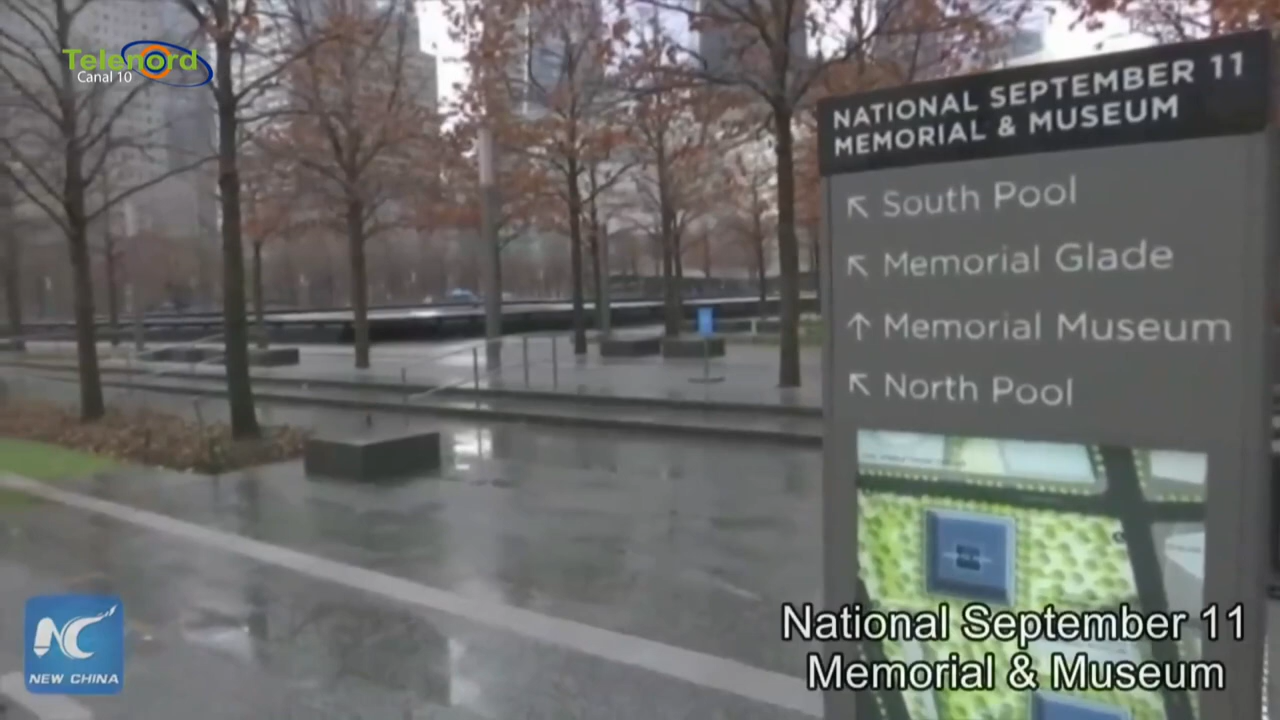 Telenord
Canal 10
NATIONAL SEPTEMBER 11
MEMORIAL & MUSEUM
↖ South Pool
↖ Memorial Glade
↑ Memorial Museum
↖ North Pool
NC
NEW CHINA
National September 11
Memorial & Museum